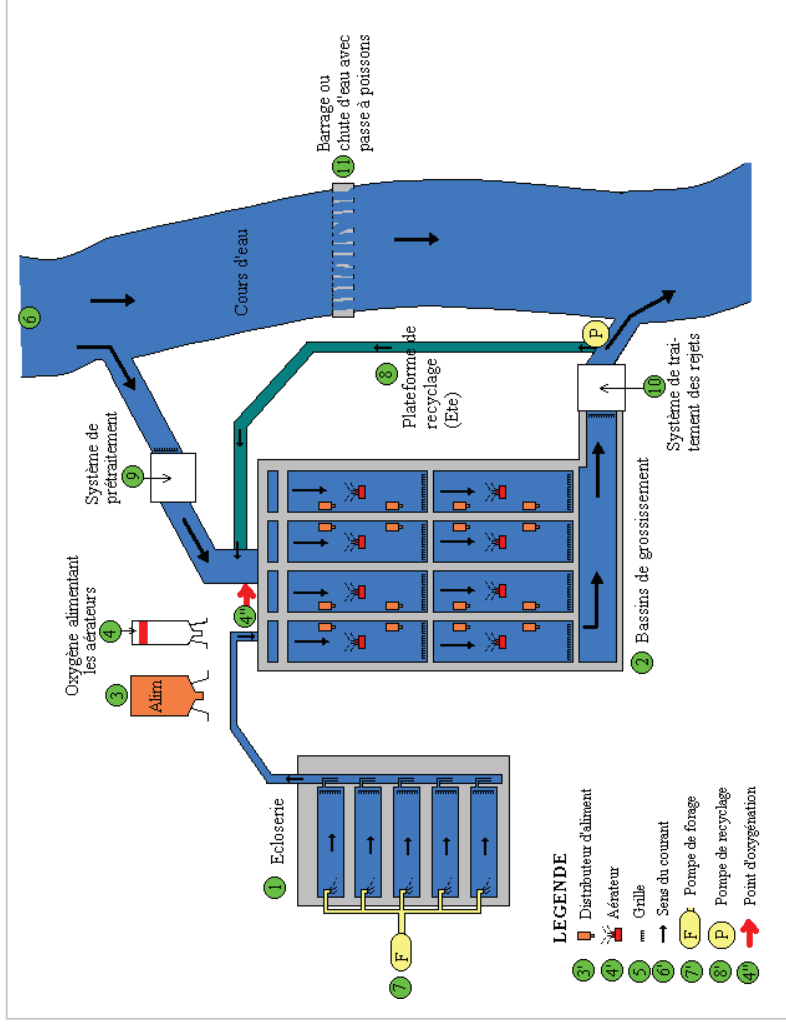 6
Cours d'eau
11
Barrage ou
chute d'eau avec
passe à poissons
9
Système de
prétraitement
8
Plateforme de
recyclage
(Ete)
P
10
Système de trai-
tement des rejets
4
Oxygène alimentant
les aérateurs
3
Alim
4''
2
Bassins de grossissement
1
Ecloserie
7
F
LEGENDE
3' Distributeur d'aliment
4' Aérateur
5 Grille
6' Sens du courant
7' F Pompe de forage
8' P Pompe de recyclage
4'' Point d'oxygénation